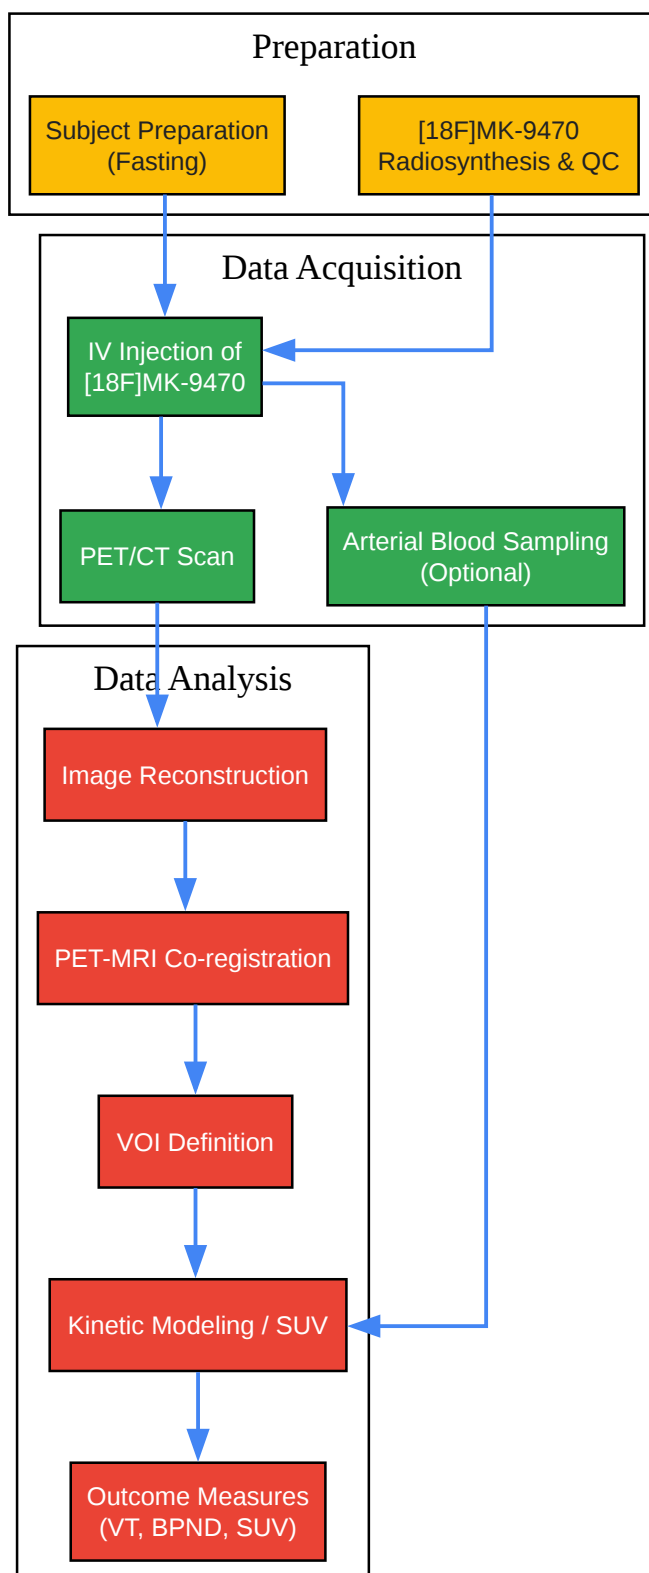 Preparation
Subject Preparation
(Fasting)
[18F]MK-9470
Radiosynthesis & QC
Data Acquisition
IV Injection of
[18F]MK-9470
PET/CT Scan
Arterial Blood Sampling
(Optional)
Data Analysis
Image Reconstruction
PET-MRI Co-registration
VOI Definition
Kinetic Modeling / SUV
Outcome Measures
(VT, BPND, SUV)